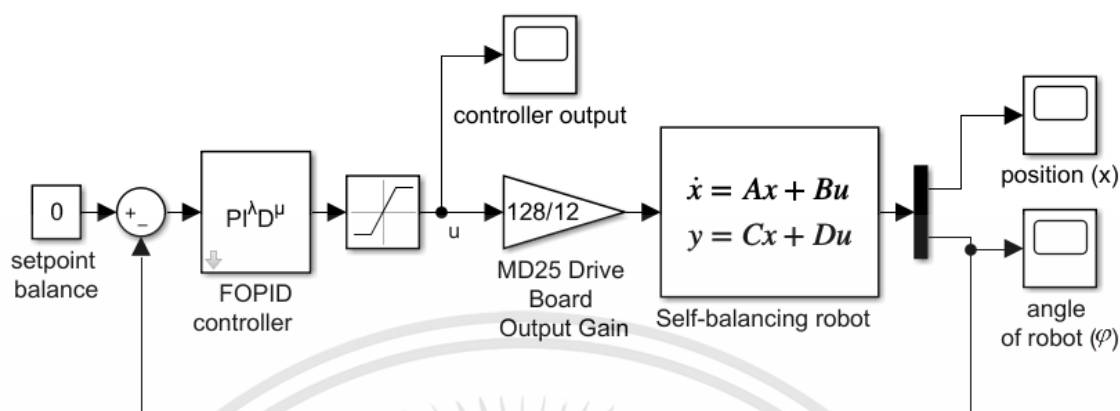 controller output
position (x)
0
+
−
PI^λD^μ
u
128/12
ẋ = Ax + Bu
y = Cx + Du
setpoint
balance
FOPID
controller
MD25 Drive
Board
Output Gain
Self-balancing robot
angle
of robot (φ)